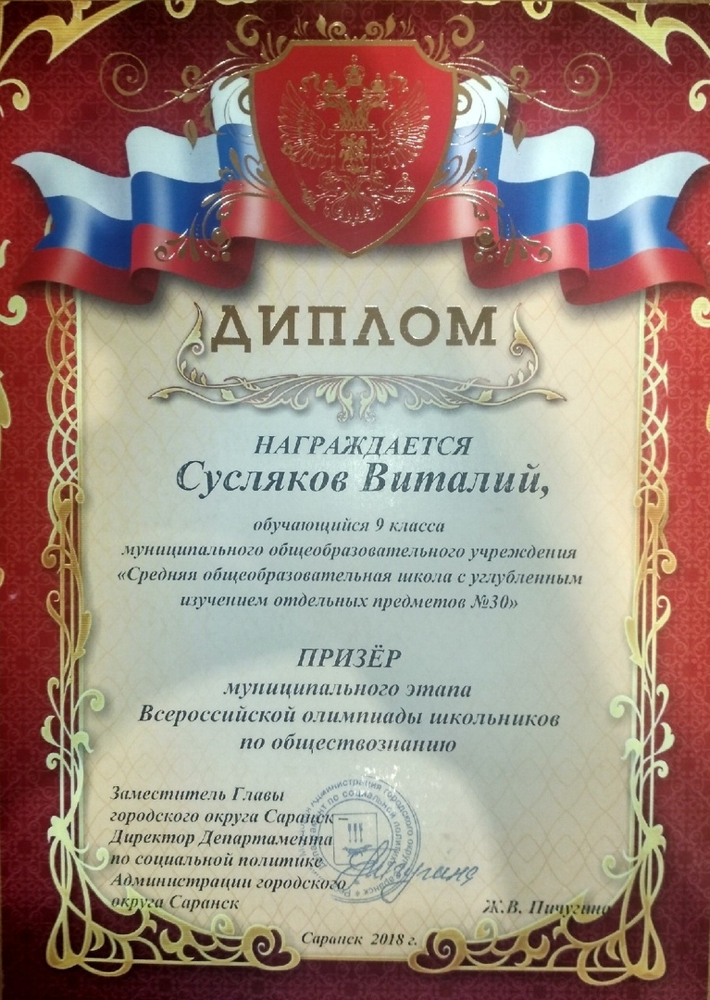 ДИПЛОМ
НАГРАЖДАЕТСЯ
Сусляков Виталий,
обучающийся 9 класса
муниципального общеобразовательного учреждения
«Средняя общеобразовательная школа с углубленным
изучением отдельных предметов №30»
ПРИЗЁР
муниципального этапа
Всероссийской олимпиады школьников
по обществознанию
Заместитель Главы
городского округа Саранск –
Директор Департамента
по социальной политике
Администрации городского
округа Саранск
Ж.В. Пичугина
Саранск 2018 г.